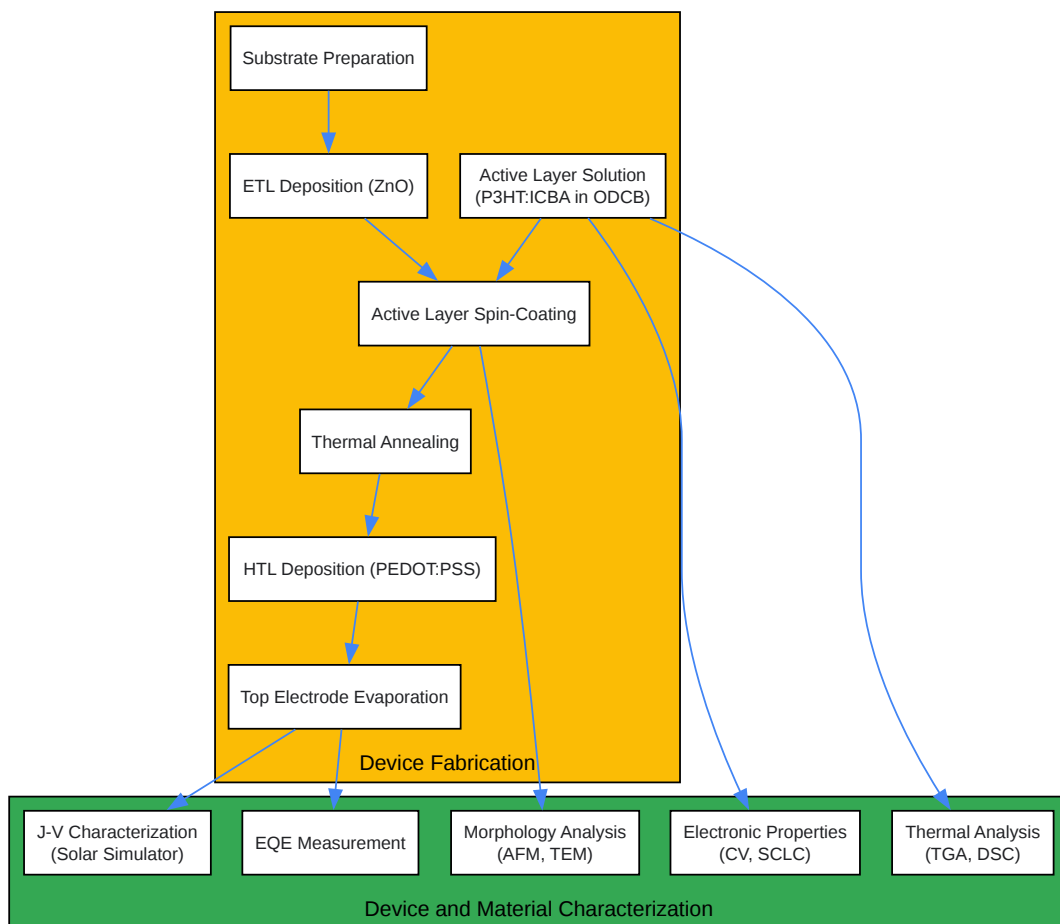 Substrate Preparation
ETL Deposition (ZnO)
Active Layer Solution
(P3HT:ICBA in ODCB)
Active Layer Spin-Coating
Thermal Annealing
HTL Deposition (PEDOT:PSS)
Top Electrode Evaporation
Device Fabrication
J-V Characterization
(Solar Simulator)
EQE Measurement
Morphology Analysis
(AFM, TEM)
Electronic Properties
(CV, SCLC)
Thermal Analysis
(TGA, DSC)
Device and Material Characterization